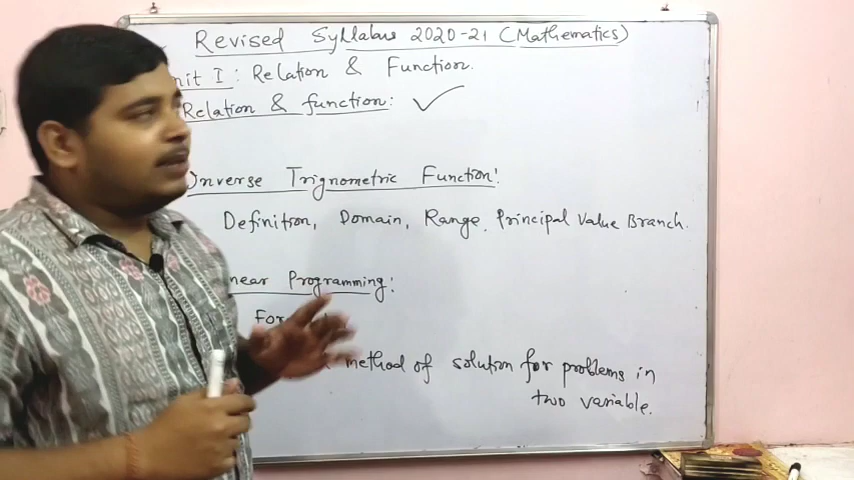 Revised Syllabus 2020-21 (Mathematics)
nit I : Relation & Function.
Relation & function : ✓
Inverse Trignometric Function :
Definition, Domain, Range. Principal Value Branch.
near Programming :
method of solution for problems in
two variable.